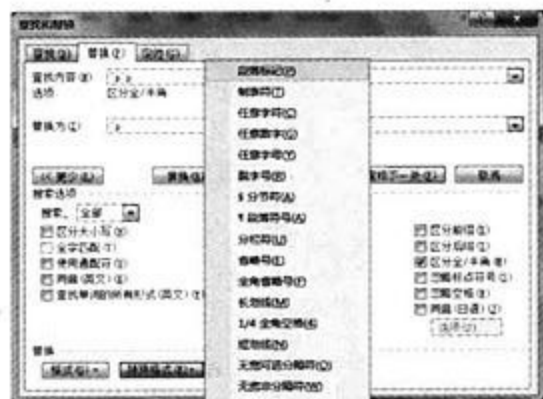 查找和替换
查找(D) 替换(P) 定位(G)
查找内容(N): ^p^p
选项: 区分全/半角
替换为(I): ^p
<< 更少(L) 替换(R) 查找下一处(F) 取消
搜索选项
搜索: 全部
区分大小写(H)
全字匹配(Y)
使用通配符(U)
同音(英文)(K)
查找单词的所有形式(英文)(W)
区分前缀(X)
区分后缀(T)
区分全/半角(M)
忽略标点符号(S)
忽略空格(W)
同音(日语)(J)
选项(Z)
替换
格式(O) 特殊格式(E)
段落标记(P)
制表符(T)
任意字符(C)
任意数字(G)
任意字母(Y)
脱字号(R)
§ 分节符(A)
¶ 段落符号(A)
分栏符(U)
省略号(E)
全角省略号(F)
长划线(M)
1/4 全角空格(4)
短划线(N)
无宽可选分隔符(O)
无宽非分隔符(W)